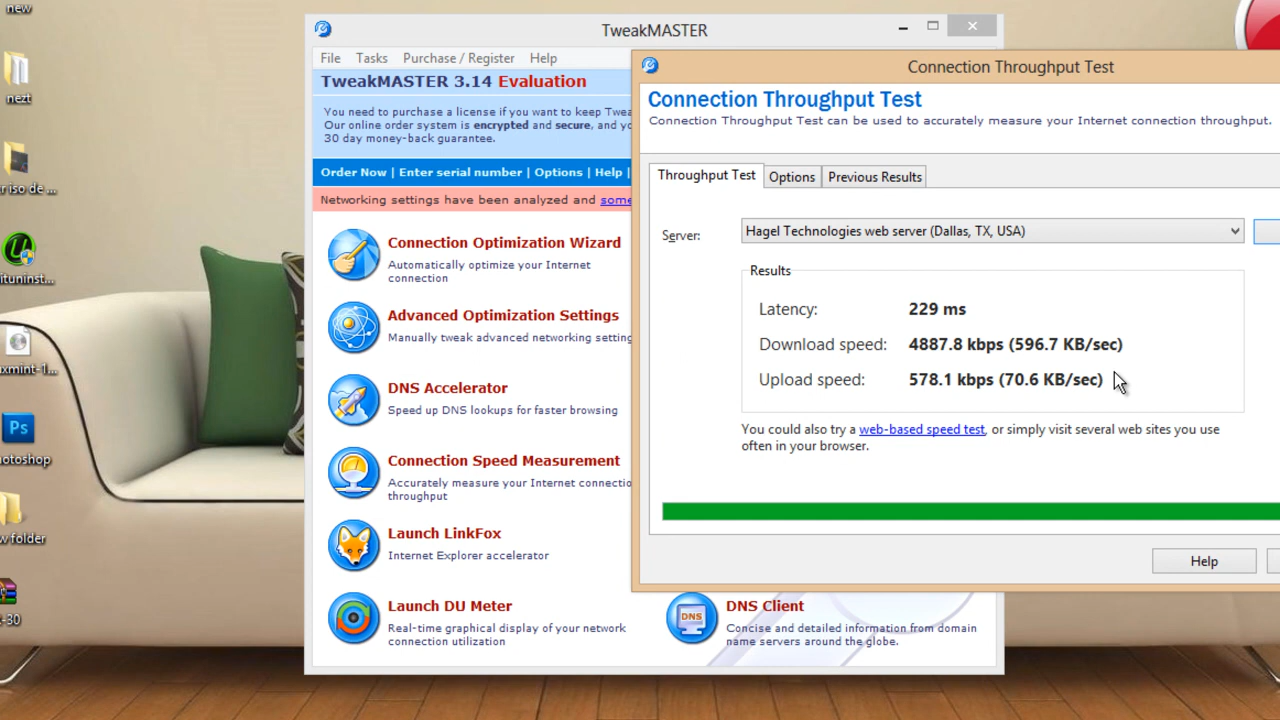 new
nezt
r iso de ...
ituninst...
uxmint-1...
Ps
otoshop
w folder
-30
TweakMASTER
File Tasks Purchase / Register Help
TweakMASTER 3.14 Evaluation
You need to purchase a license if you want to keep Twea
Our online order system is encrypted and secure, and yo
30 day money-back guarantee.
Order Now | Enter serial number | Options | Help |
Networking settings have been analyzed and some
Connection Optimization Wizard
Automatically optimize your Internet
connection
Advanced Optimization Settings
Manually tweak advanced networking setting
DNS Accelerator
Speed up DNS lookups for faster browsing
Connection Speed Measurement
Accurately measure your Internet connectio
throughput
Launch LinkFox
Internet Explorer accelerator
Launch DU Meter
Real-time graphical display of your network
connection utilization
DNS
DNS Client
Concise and detailed information from domain
name servers around the globe.
Connection Throughput Test
Connection Throughput Test
Connection Throughput Test can be used to accurately measure your Internet connection throughput.
Throughput Test Options Previous Results
Server: Hagel Technologies web server (Dallas, TX, USA)
Results
Latency: 229 ms
Download speed: 4887.8 kbps (596.7 KB/sec)
Upload speed: 578.1 kbps (70.6 KB/sec)
You could also try a web-based speed test, or simply visit several web sites you use
often in your browser.
Help